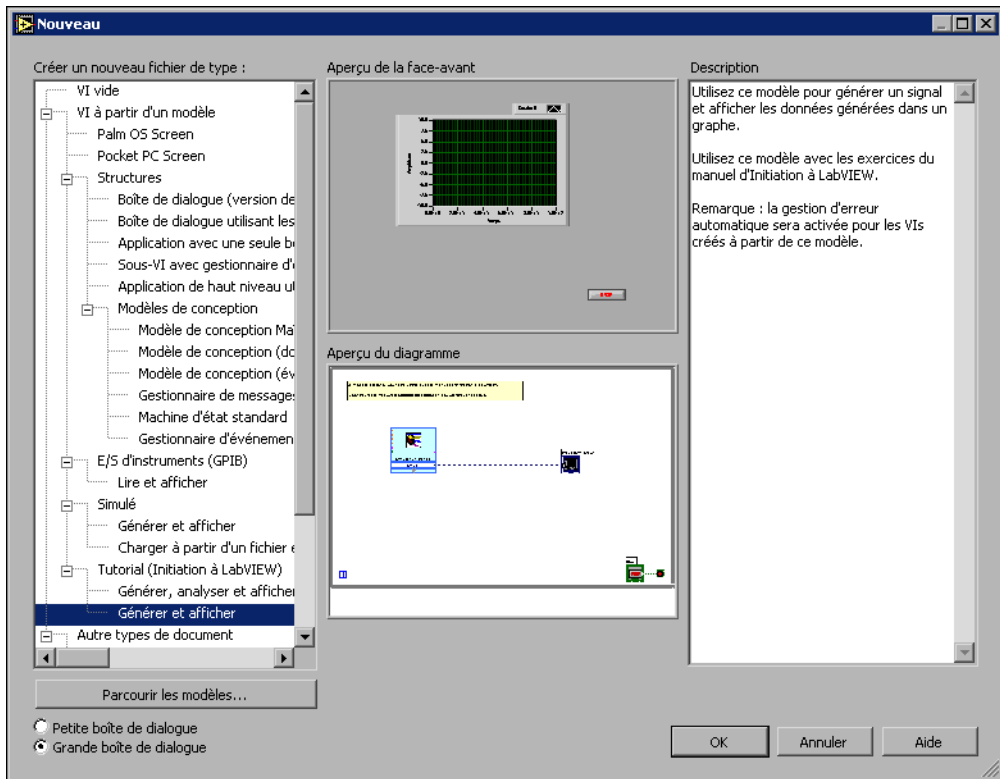 Nouveau
Créer un nouveau fichier de type :
VI vide
VI à partir d'un modèle
Palm OS Screen
Pocket PC Screen
Structures
Boîte de dialogue (version de
Boîte de dialogue utilisant les
Application avec une seule b
Sous-VI avec gestionnaire d'
Application de haut niveau ut
Modèles de conception
Modèle de conception Ma
Modèle de conception (do
Modèle de conception (év
Gestionnaire de messages
Machine d'état standard
Gestionnaire d'événemen
E/S d'instruments (GPIB)
Lire et afficher
Simulé
Générer et afficher
Charger à partir d'un fichier e
Tutorial (Initiation à LabVIEW)
Générer, analyser et afficher
Générer et afficher
Autre types de document
Parcourir les modèles...
Petite boîte de dialogue
Grande boîte de dialogue
Aperçu de la face-avant
STOP
Aperçu du diagramme
Description
Utilisez ce modèle pour générer un signal
et afficher les données générées dans un
graphe.
Utilisez ce modèle avec les exercices du
manuel d'Initiation à LabVIEW.
Remarque : la gestion d'erreur
automatique sera activée pour les VIs
créés à partir de ce modèle.
OK
Annuler
Aide